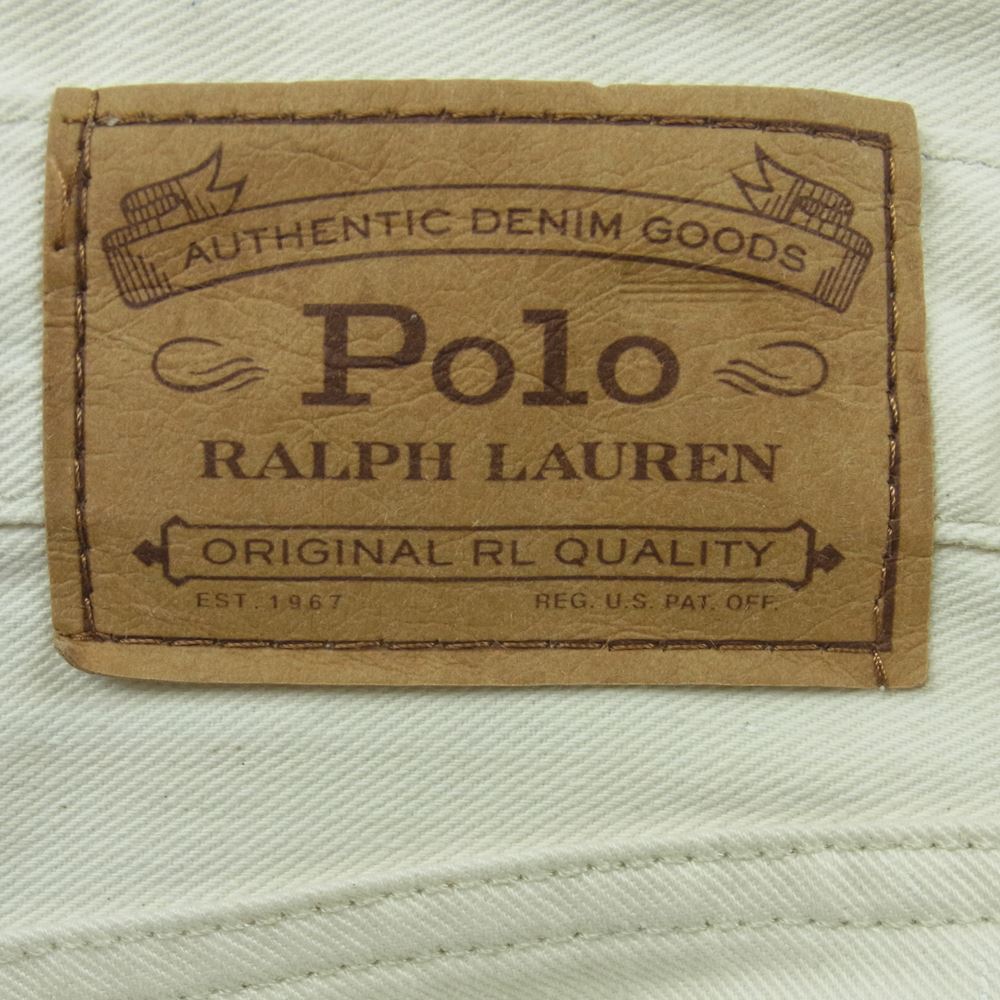 AUTHENTIC DENIM GOODS
Polo
RALPH LAUREN
ORIGINAL RL QUALITY
EST. 1967 REG. U.S. PAT. OFF.